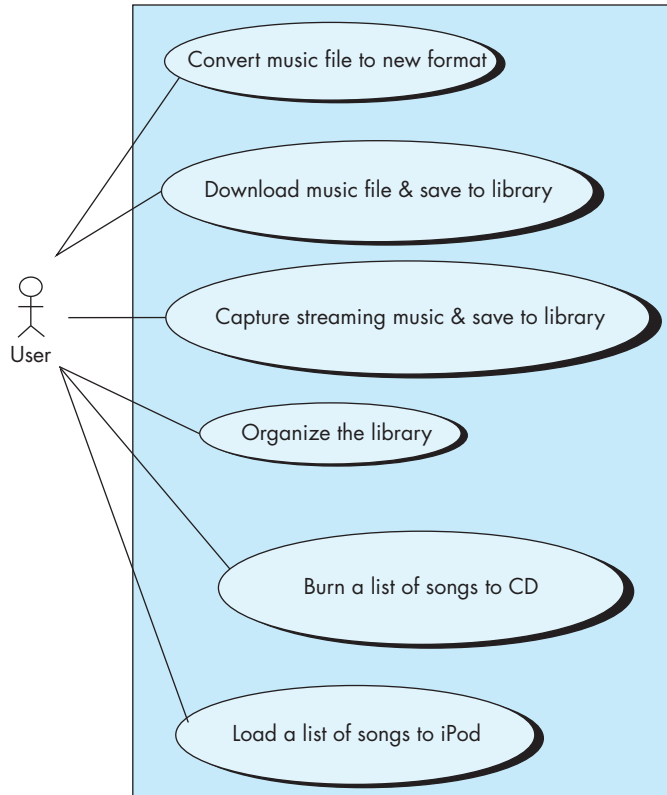 Convert music file to new format
Download music file & save to library
Capture streaming music & save to library
User
Organize the library
Burn a list of songs to CD
Load a list of songs to iPod